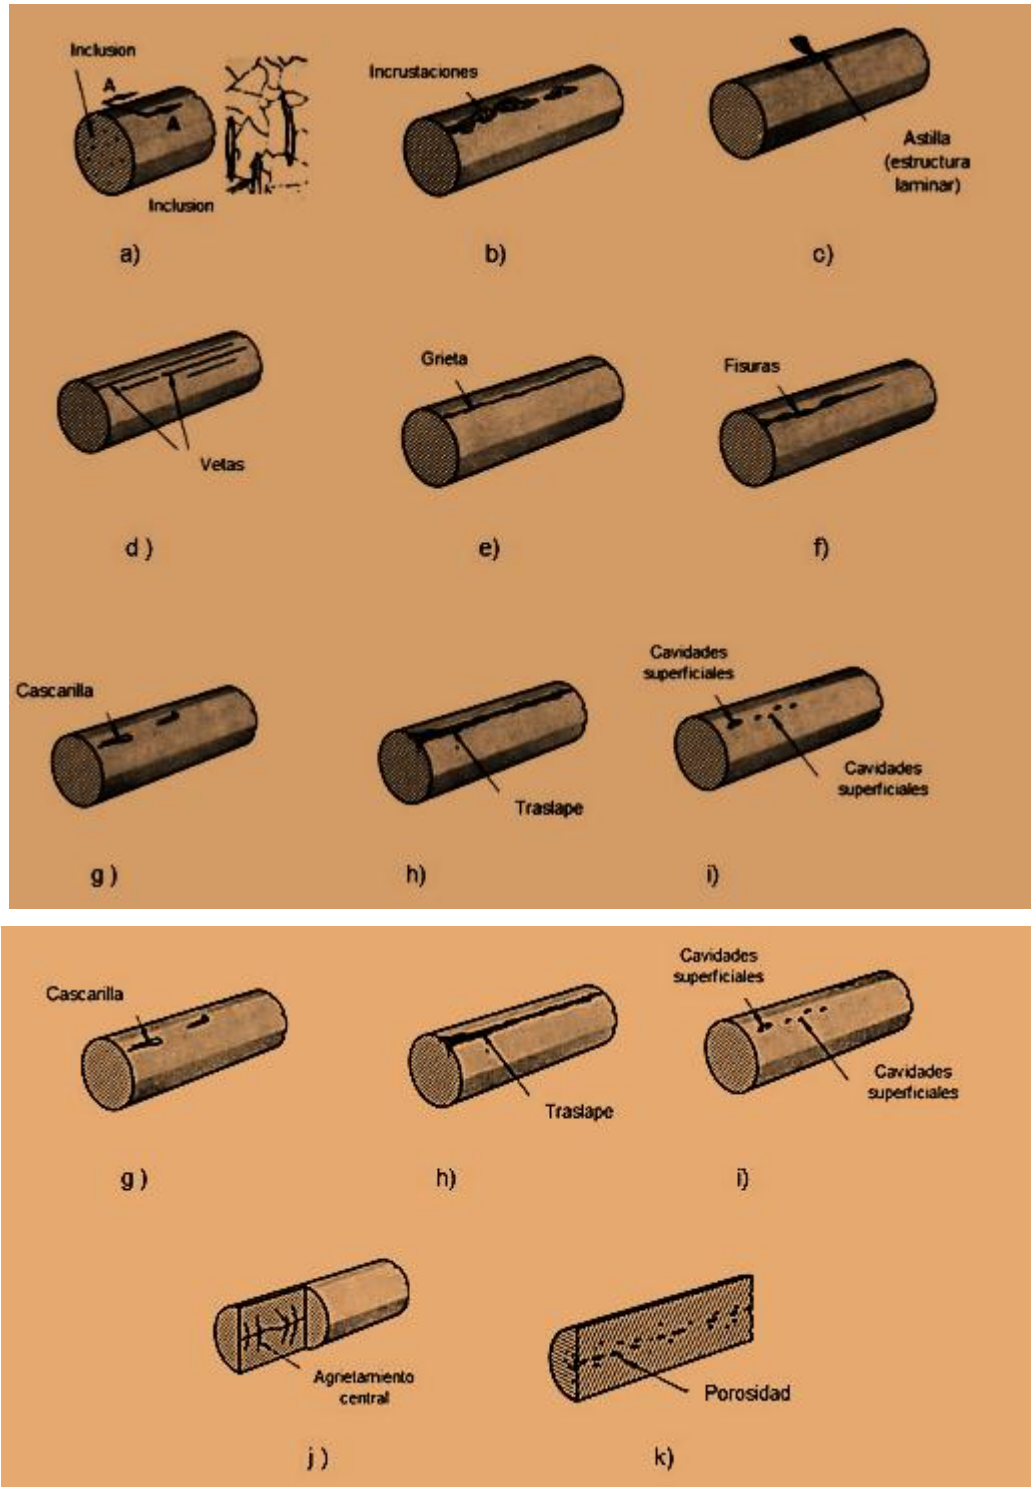 Inclusion
A
A
Inclusion
a)
Incrustaciones
b)
Astilla
(estructura
laminar)
c)
Vetas
d )
Grieta
e)
Fisuras
f)
Cascarilla
g )
Traslape
h)
Cavidades
superficiales
Cavidades
superficiales
i)
Cascarilla
g )
Traslape
h)
Cavidades
superficiales
Cavidades
superficiales
i)
Agrietamiento
central
j )
Porosidad
k)